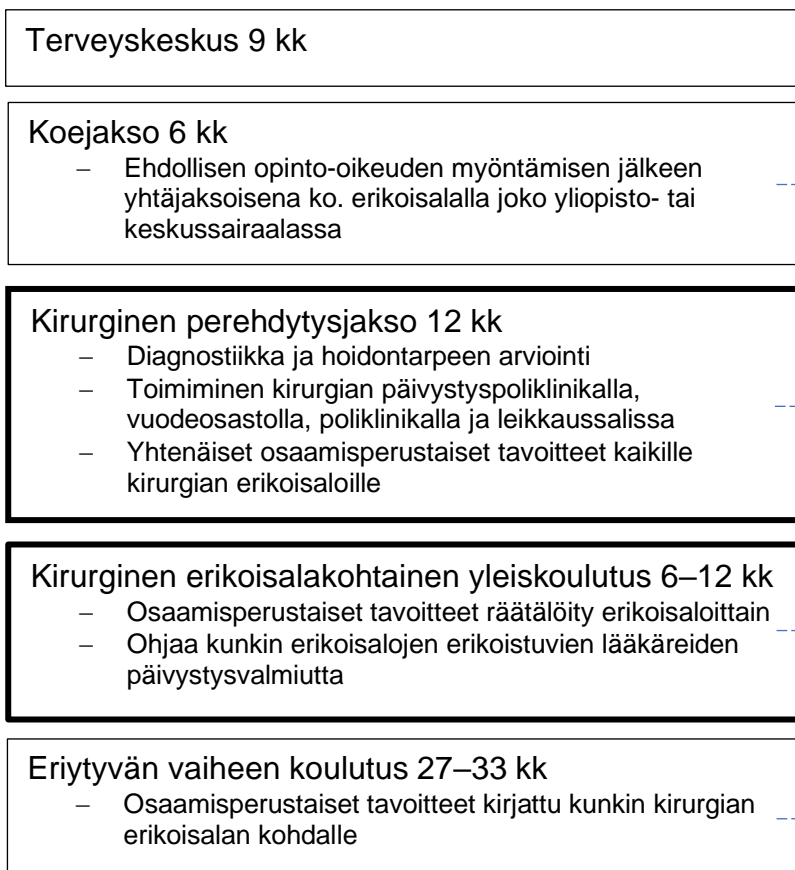 Terveyskeskus 9 kk
Koejakso 6 kk
– Ehdollisen opinto-oikeuden myöntämisen jälkeen
yhtäjaksoisena ko. erikoisalalla joko yliopisto- tai
keskussairaalassa
Kirurginen perehdytysjakso 12 kk
– Diagnostiikka ja hoidontarpeen arviointi
– Toimiminen kirurgian päivystyspoliklinikalla,
vuodeosastolla, poliklinikalla ja leikkaussalissa
– Yhtenäiset osaamisperustaiset tavoitteet kaikille
kirurgian erikoisaloille
Kirurginen erikoisalakohtainen yleiskoulutus 6–12 kk
– Osaamisperustaiset tavoitteet räätälöity erikoisaloittain
– Ohjaa kunkin erikoisalojen erikoistuvien lääkäreiden
päivystysvalmiutta
Eriytyvän vaiheen koulutus 27–33 kk
– Osaamisperustaiset tavoitteet kirjattu kunkin kirurgian
erikoisalan kohdalle